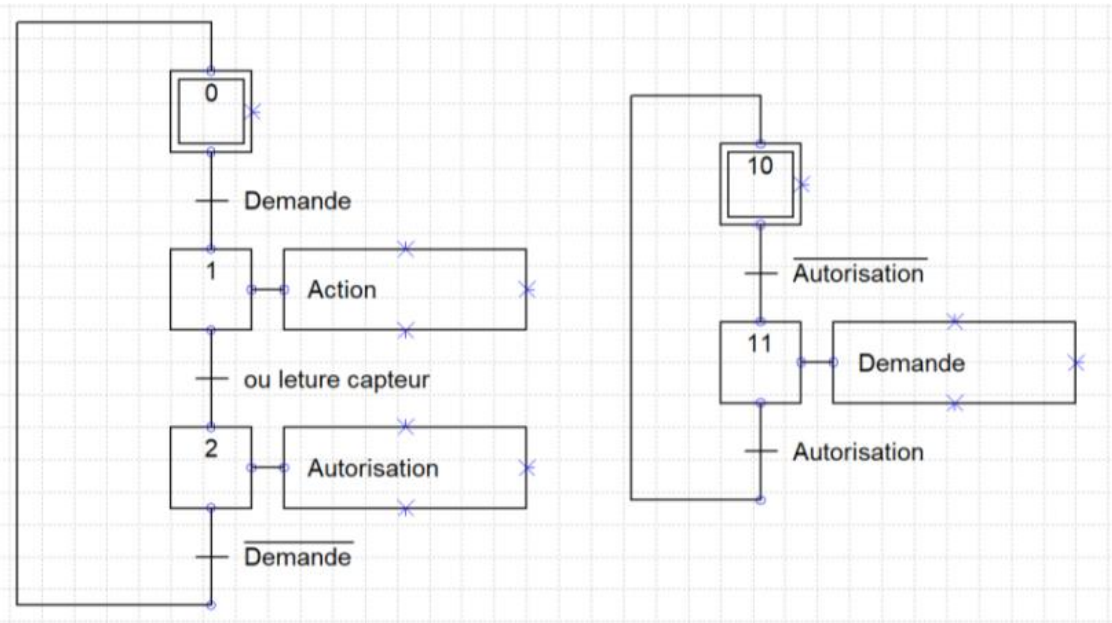 0
Demande
1
Action
ou leture capteur
2
Autorisation
Demande
10
Autorisation
11
Demande
Autorisation